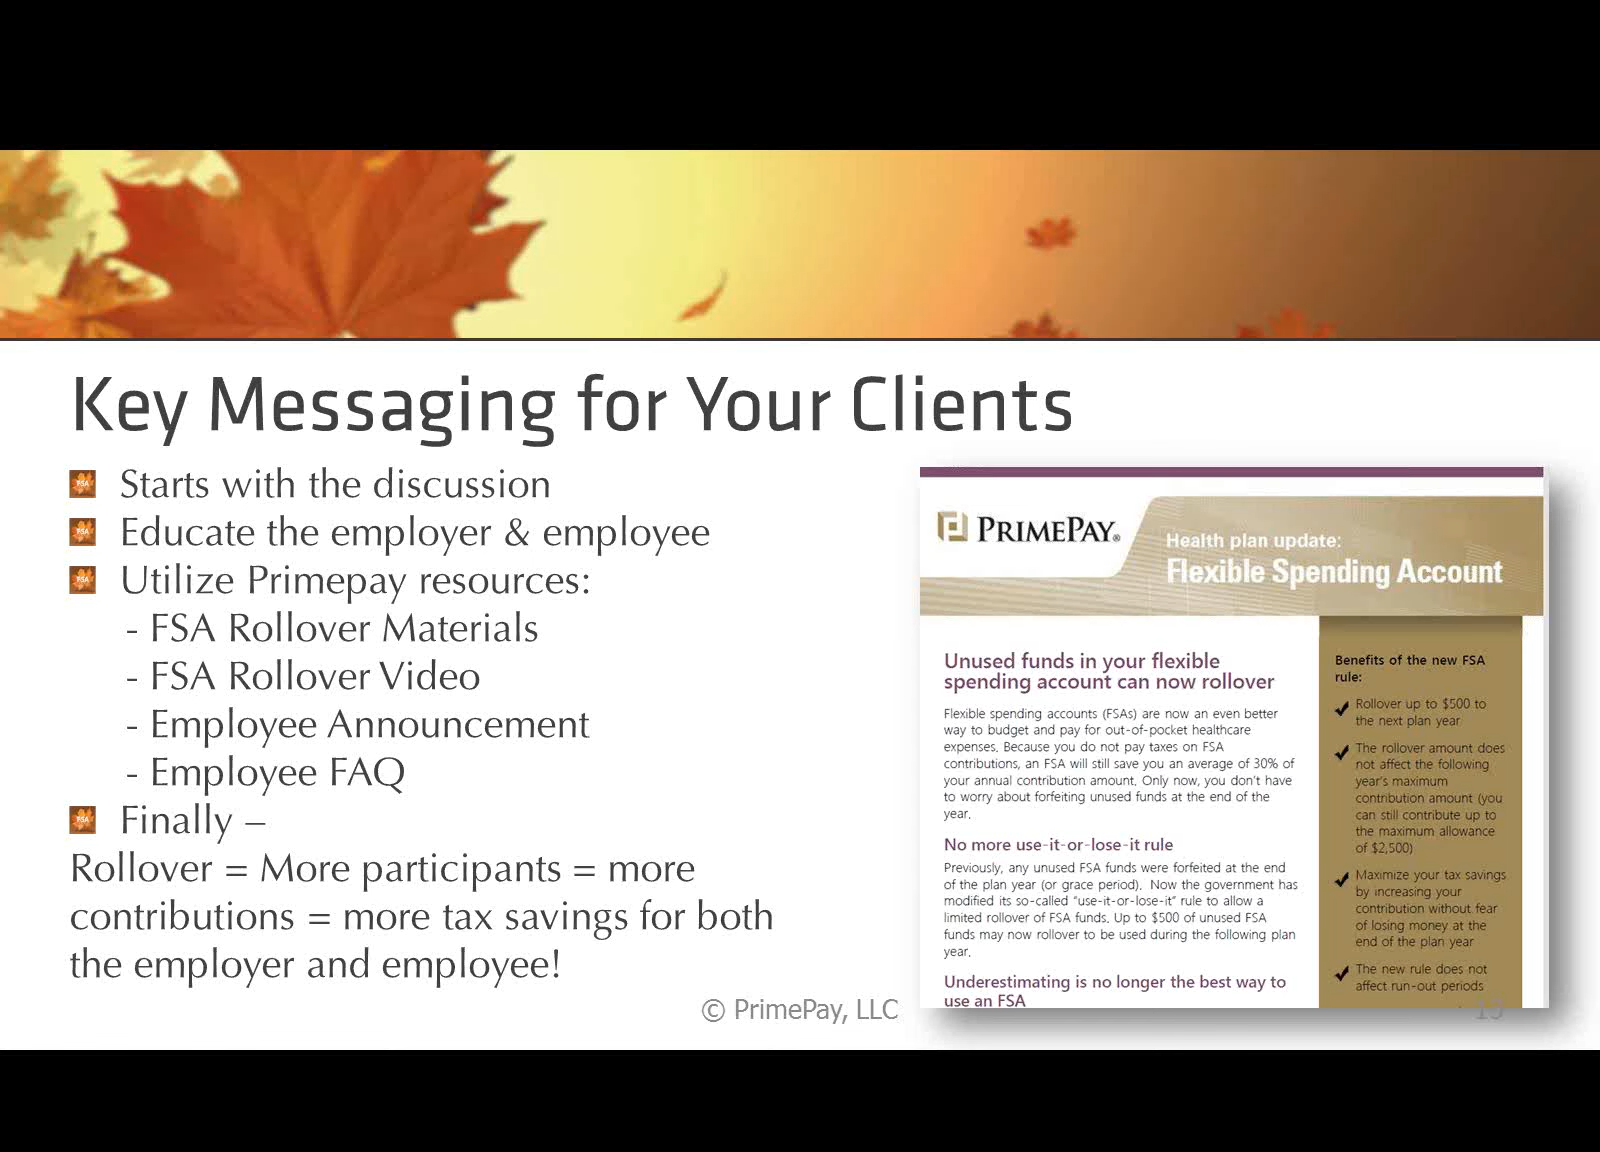 Key Messaging for Your Clients
Starts with the discussion
Educate the employer & employee
Utilize Primepay resources:
- FSA Rollover Materials
- FSA Rollover Video
- Employee Announcement
- Employee FAQ
Finally –
Rollover = More participants = more
contributions = more tax savings for both
the employer and employee!
PRIMEPAY®
Health plan update:
Flexible Spending Account
Unused funds in your flexible
spending account can now rollover
Flexible spending accounts (FSAs) are now an even better
way to budget and pay for out-of-pocket healthcare
expenses. Because you do not pay taxes on FSA
contributions, an FSA will still save you an average of 30% of
your annual contribution amount. Only now, you don't have
to worry about forfeiting unused funds at the end of the
year.
No more use-it-or-lose-it rule
Previously, any unused FSA funds were forfeited at the end
of the plan year (or grace period). Now the government has
modified its so-called "use-it-or-lose-it" rule to allow a
limited rollover of FSA funds. Up to $500 of unused FSA
funds may now rollover to be used during the following plan
year.
Underestimating is no longer the best way to
use an FSA
Benefits of the new FSA
rule:
Rollover up to $500 to
the next plan year
The rollover amount does
not affect the following
year's maximum
contribution amount (you
can still contribute up to
the maximum allowance
of $2,500)
Maximize your tax savings
by increasing your
contribution without fear
of losing money at the
end of the plan year
The new rule does not
affect run-out periods
© PrimePay, LLC